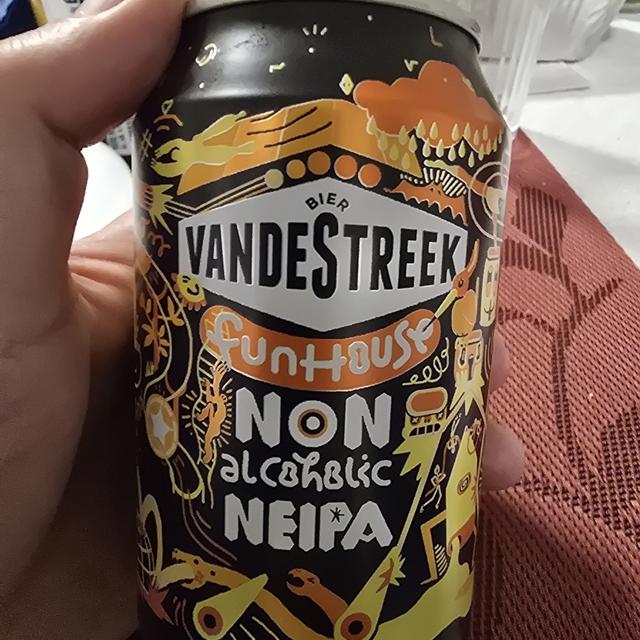 BIER
VANDESTREEK
funHouse
NON
alcoholic
NEIPA